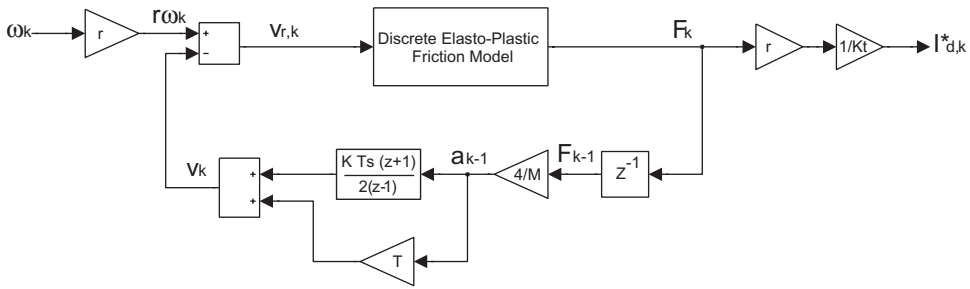 ωk
r
rωk
+
−
vr,k
Discrete Elasto-Plastic
Friction Model
Fk
r
1/Kt
I*d,k
vk
+
+
K Ts (z+1)
2(z-1)
ak-1
4/M
Fk-1
Z-1
T